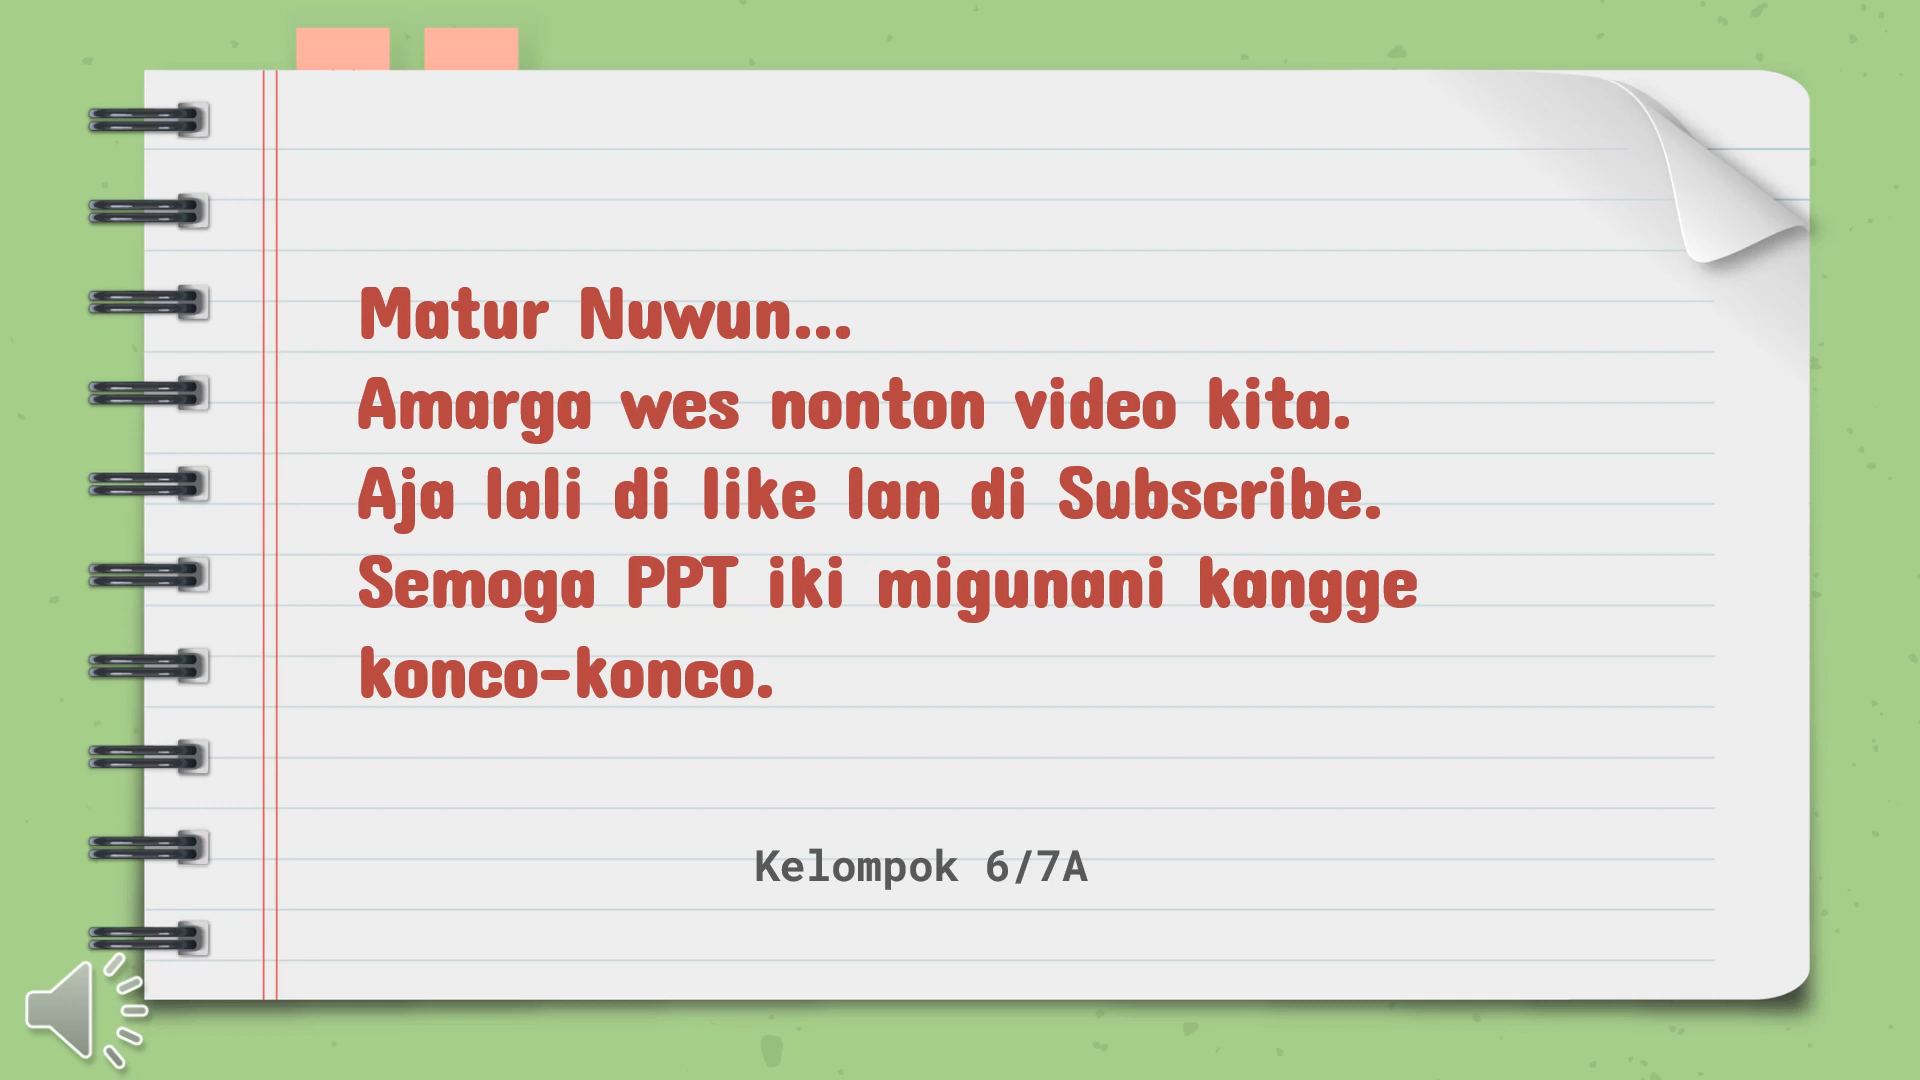 Matur Nuwun...
Amarga wes nonton video kita.
Aja lali di like lan di Subscribe.
Semoga PPT iki migunani kangge
konco-konco.
Kelompok 6/7A